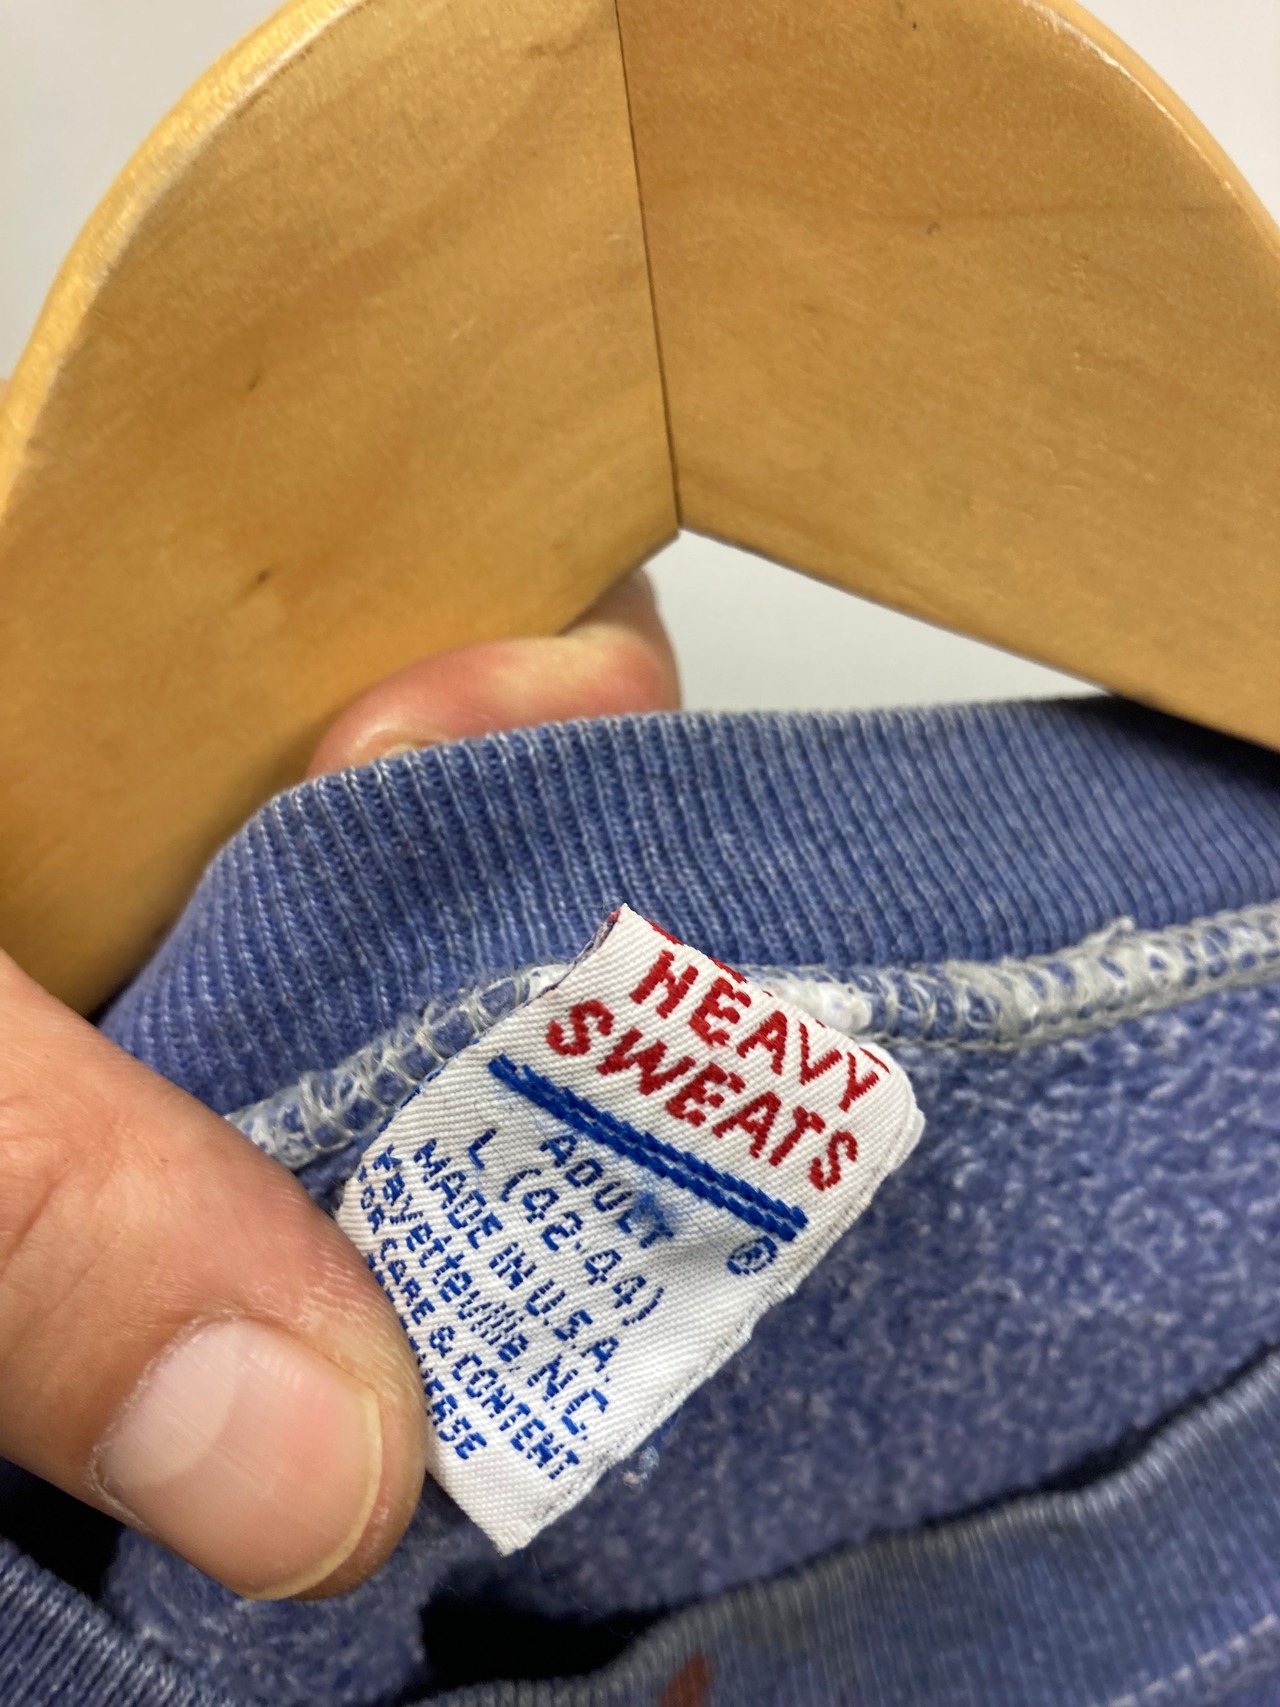 HEAVY
SWEATS
®
ADULT
L (42-44)
MADE IN U.S.A.
Fayetteville, N.C.
FOR CARE & CONTENT